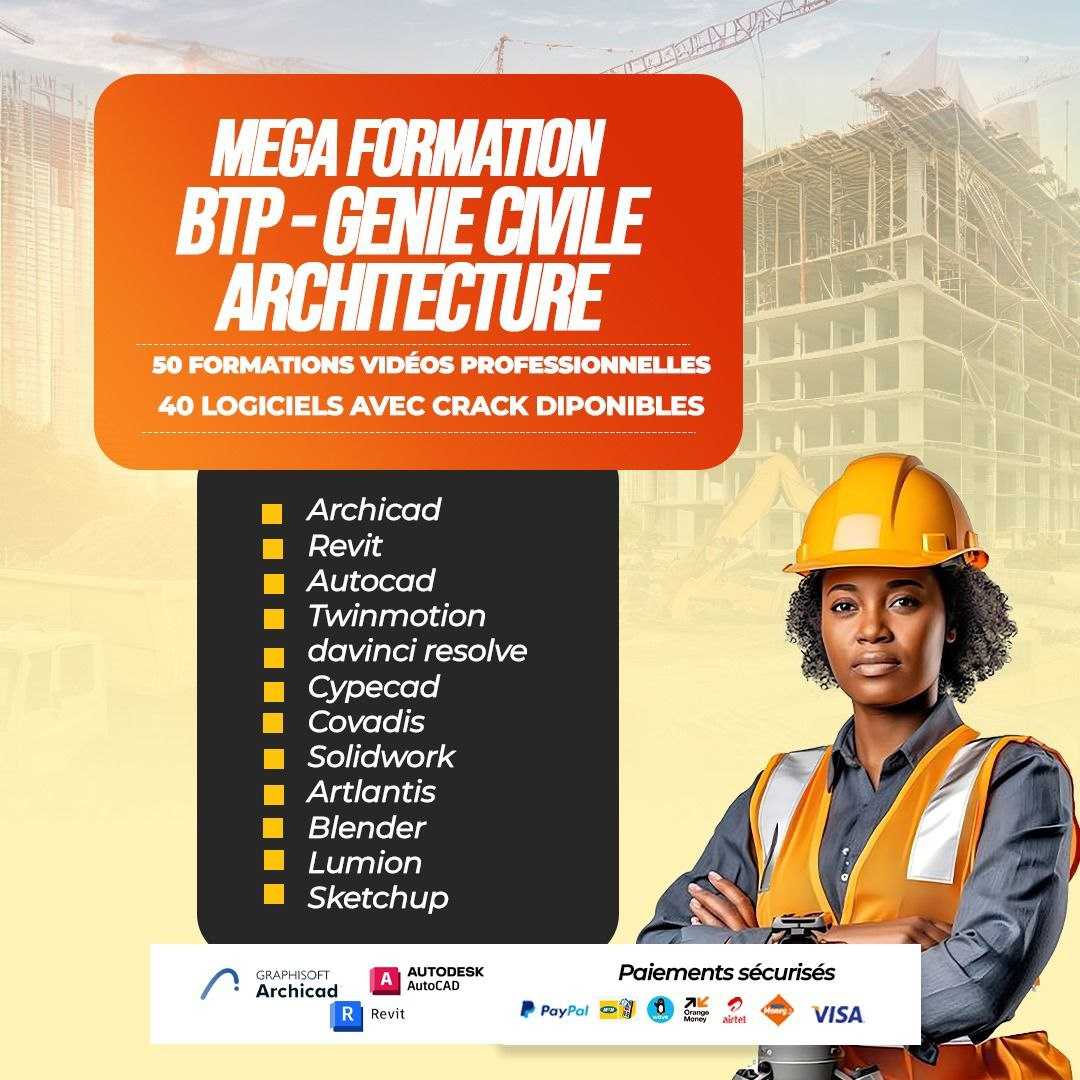 MEGA FORMATION
BTP - GENIE CIVILE
ARCHITECTURE
50 FORMATIONS VIDÉOS PROFESSIONNELLES
40 LOGICIELS AVEC CRACK DIPONIBLES
Archicad
Revit
Autocad
Twinmotion
davinci resolve
Cypecad
Covadis
Solidwork
Artlantis
Blender
Lumion
Sketchup
GRAPHISOFT
Archicad
A AUTODESK
AutoCAD
R Revit
Paiements sécurisés
PayPal
wave
Orange
Money
airtel
Money
VISA